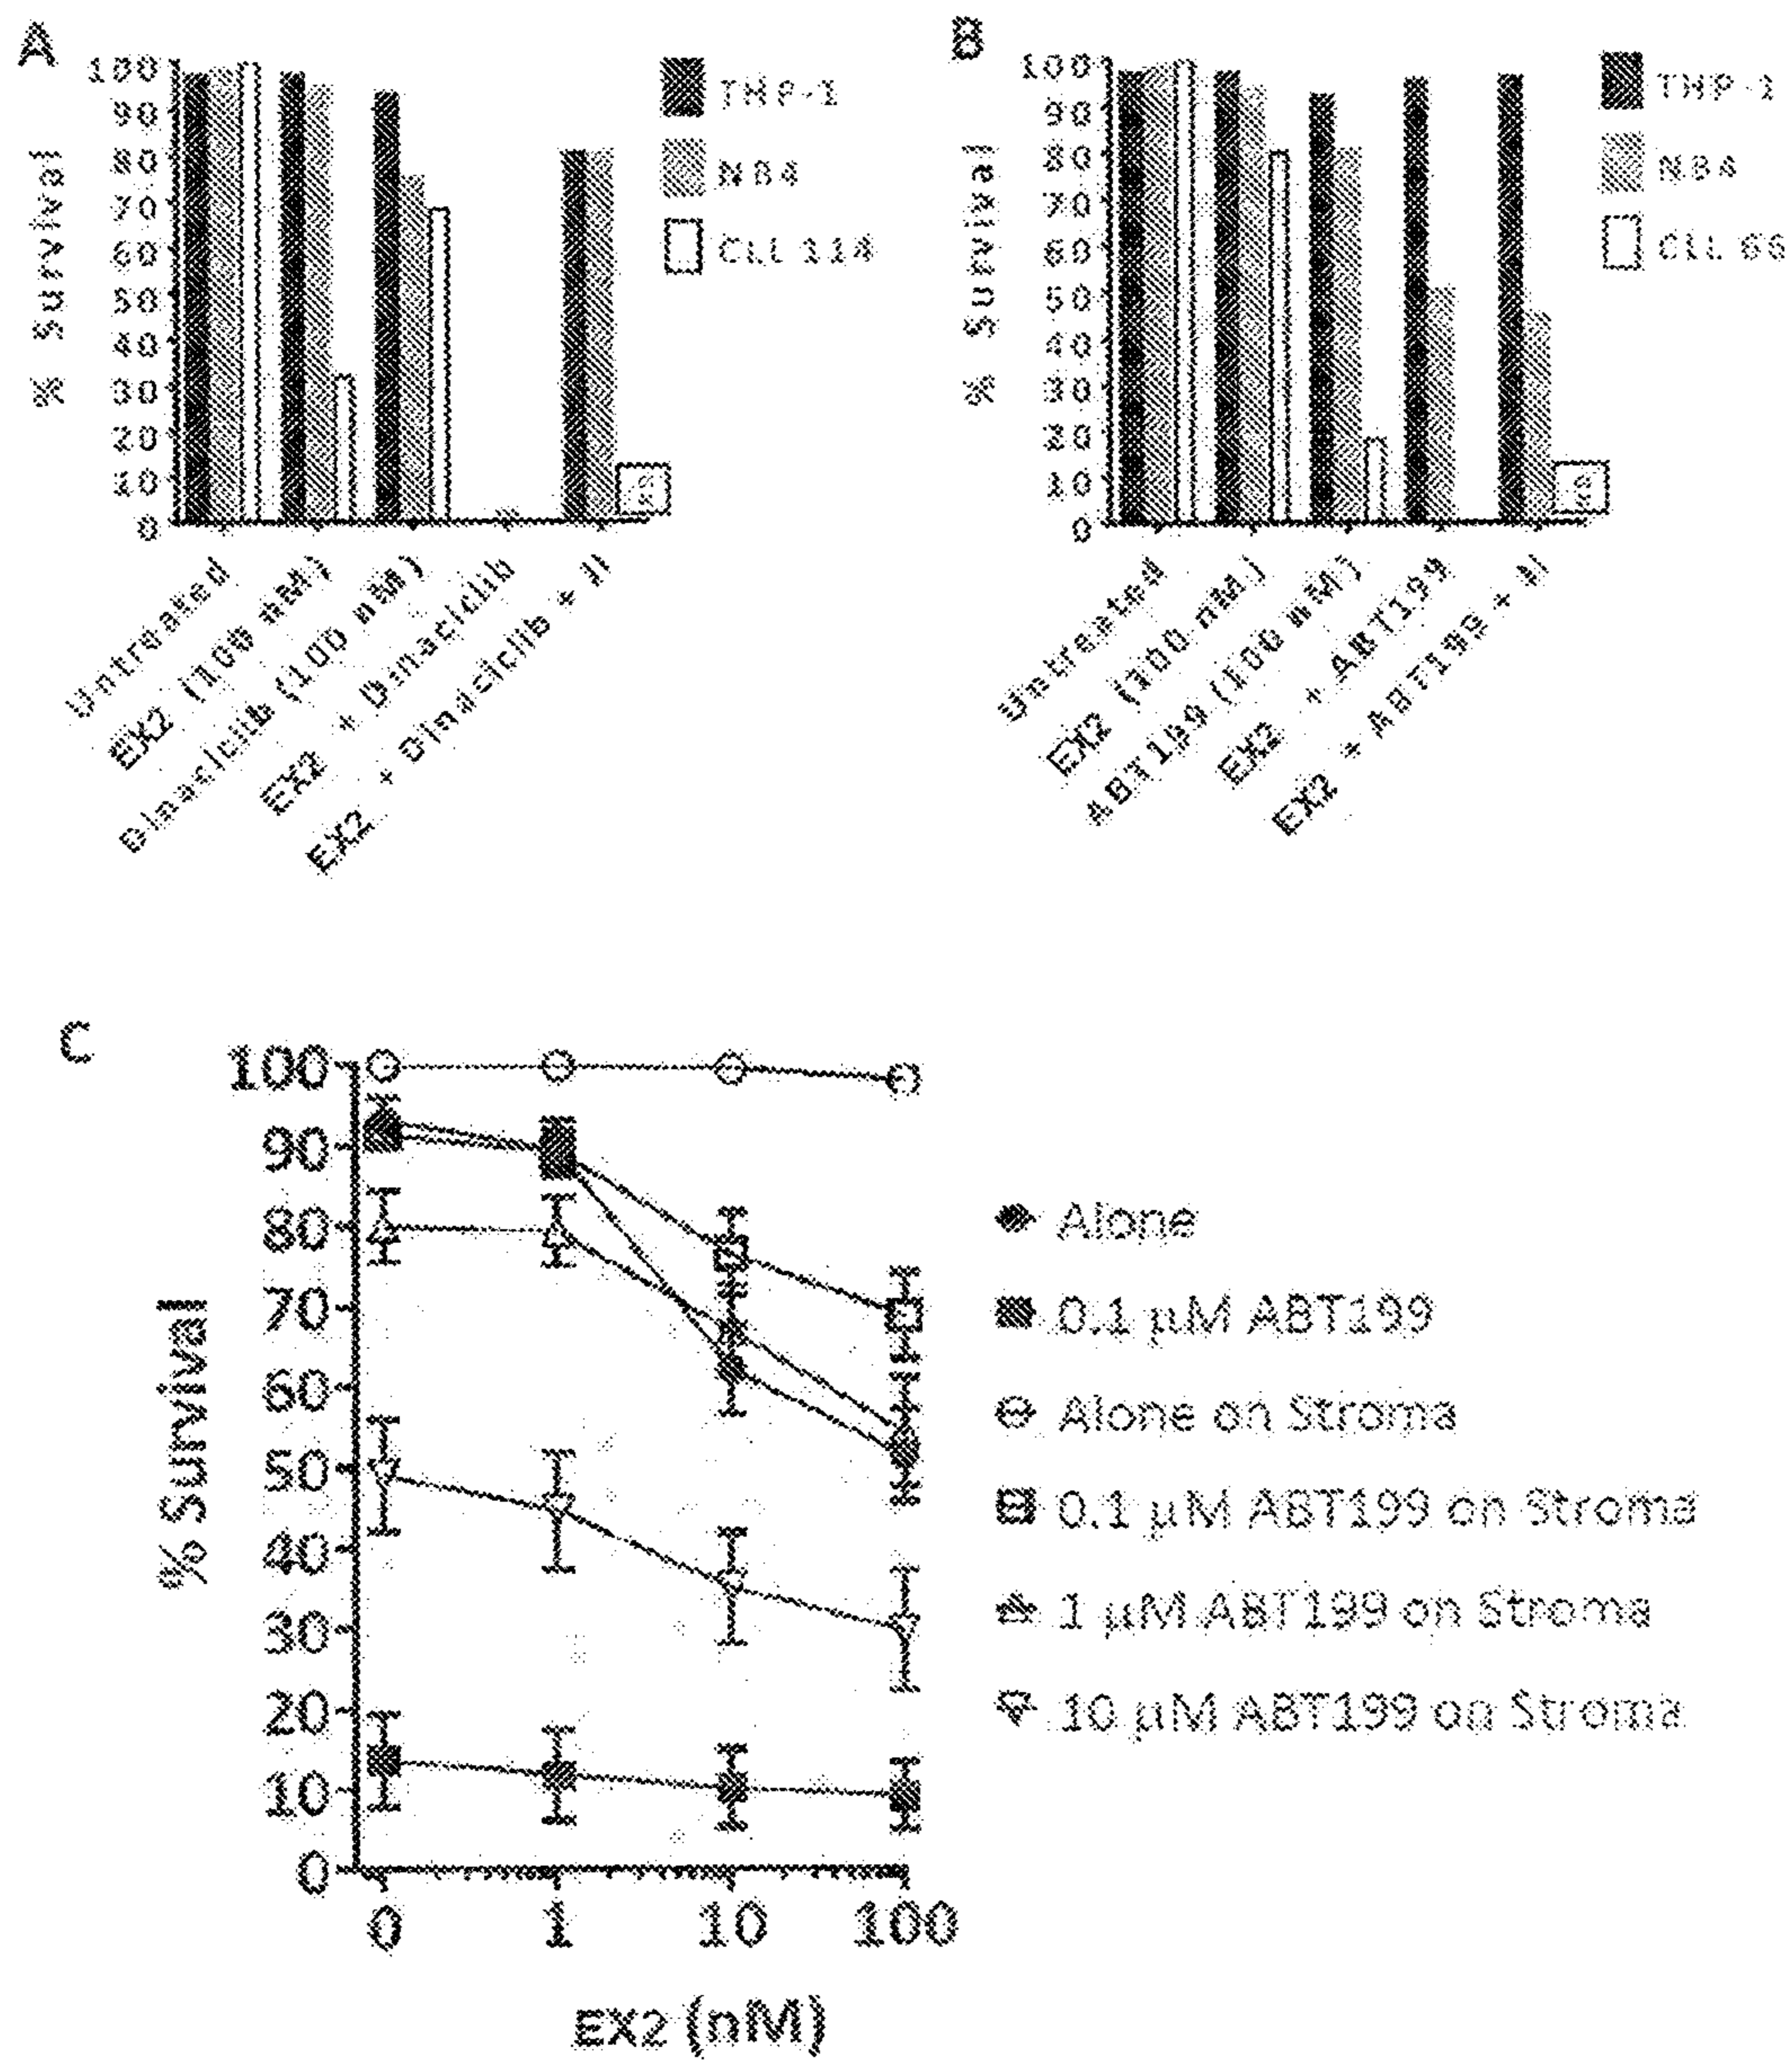 A
% Survival
100
90
80
70
60
50
40
30
20
10
0
THP-1
NB4
CLL 114
Untreated
EX2 (100 nM)
Dinaciclib (100 nM)
EX2 + Dinaciclib
EX2 + Dinaciclib + JI
B
% Survival
100
90
80
70
60
50
40
30
20
10
0
THP-1
NB4
CLL 66
Untreated
EX2 (100 nM)
ABT199 (100 nM)
EX2 + ABT199
EX2 + ABT199 + JI
C
% Survival
100
90
80
70
60
50
40
30
20
10
0
0 1 10 100
EX2 (nM)
Alone
0.1 µM ABT199
Alone on Stroma
0.1 µM ABT199 on Stroma
1 µM ABT199 on Stroma
10 µM ABT199 on Stroma